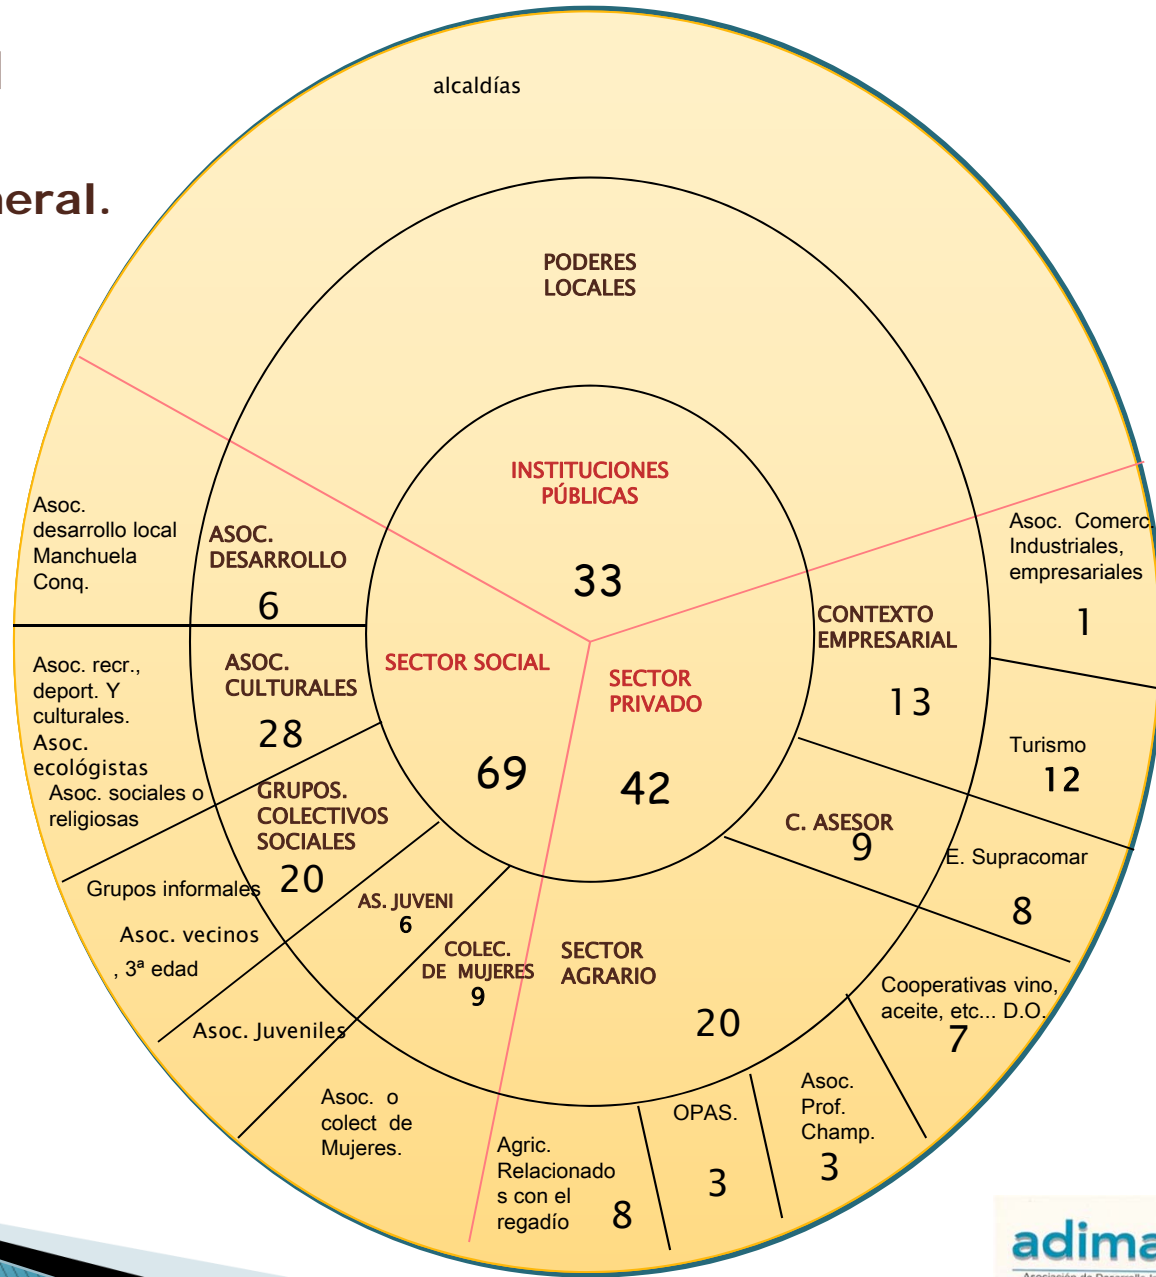 alcaldías
PODERES
LOCALES
INSTITUCIONES
PÚBLICAS
33
Asoc.
desarrollo local
Manchuela
Conq.
ASOC.
DESARROLLO
6
Asoc. Comerc.
Industriales,
empresariales
1
CONTEXTO
EMPRESARIAL
13
SECTOR SOCIAL
69
SECTOR
PRIVADO
42
Asoc. recr.,
deport. Y
culturales.
Asoc.
ecológistas
Asoc. sociales o
religiosas
ASOC.
CULTURALES
28
Turismo
12
GRUPOS.
COLECTIVOS
SOCIALES
20
C. ASESOR
9
E. Supracomar
8
Grupos informales
Asoc. vecinos
, 3ª edad
AS. JUVENI
6
COLEC.
DE MUJERES
9
SECTOR
AGRARIO
20
Cooperativas vino,
aceite, etc... D.O.
7
Asoc. Juveniles
Asoc. o
colect de
Mujeres.
Agric.
Relacionado
s con el
regadío
8
OPAS.
3
Asoc.
Prof.
Champ.
3
neral.
adima